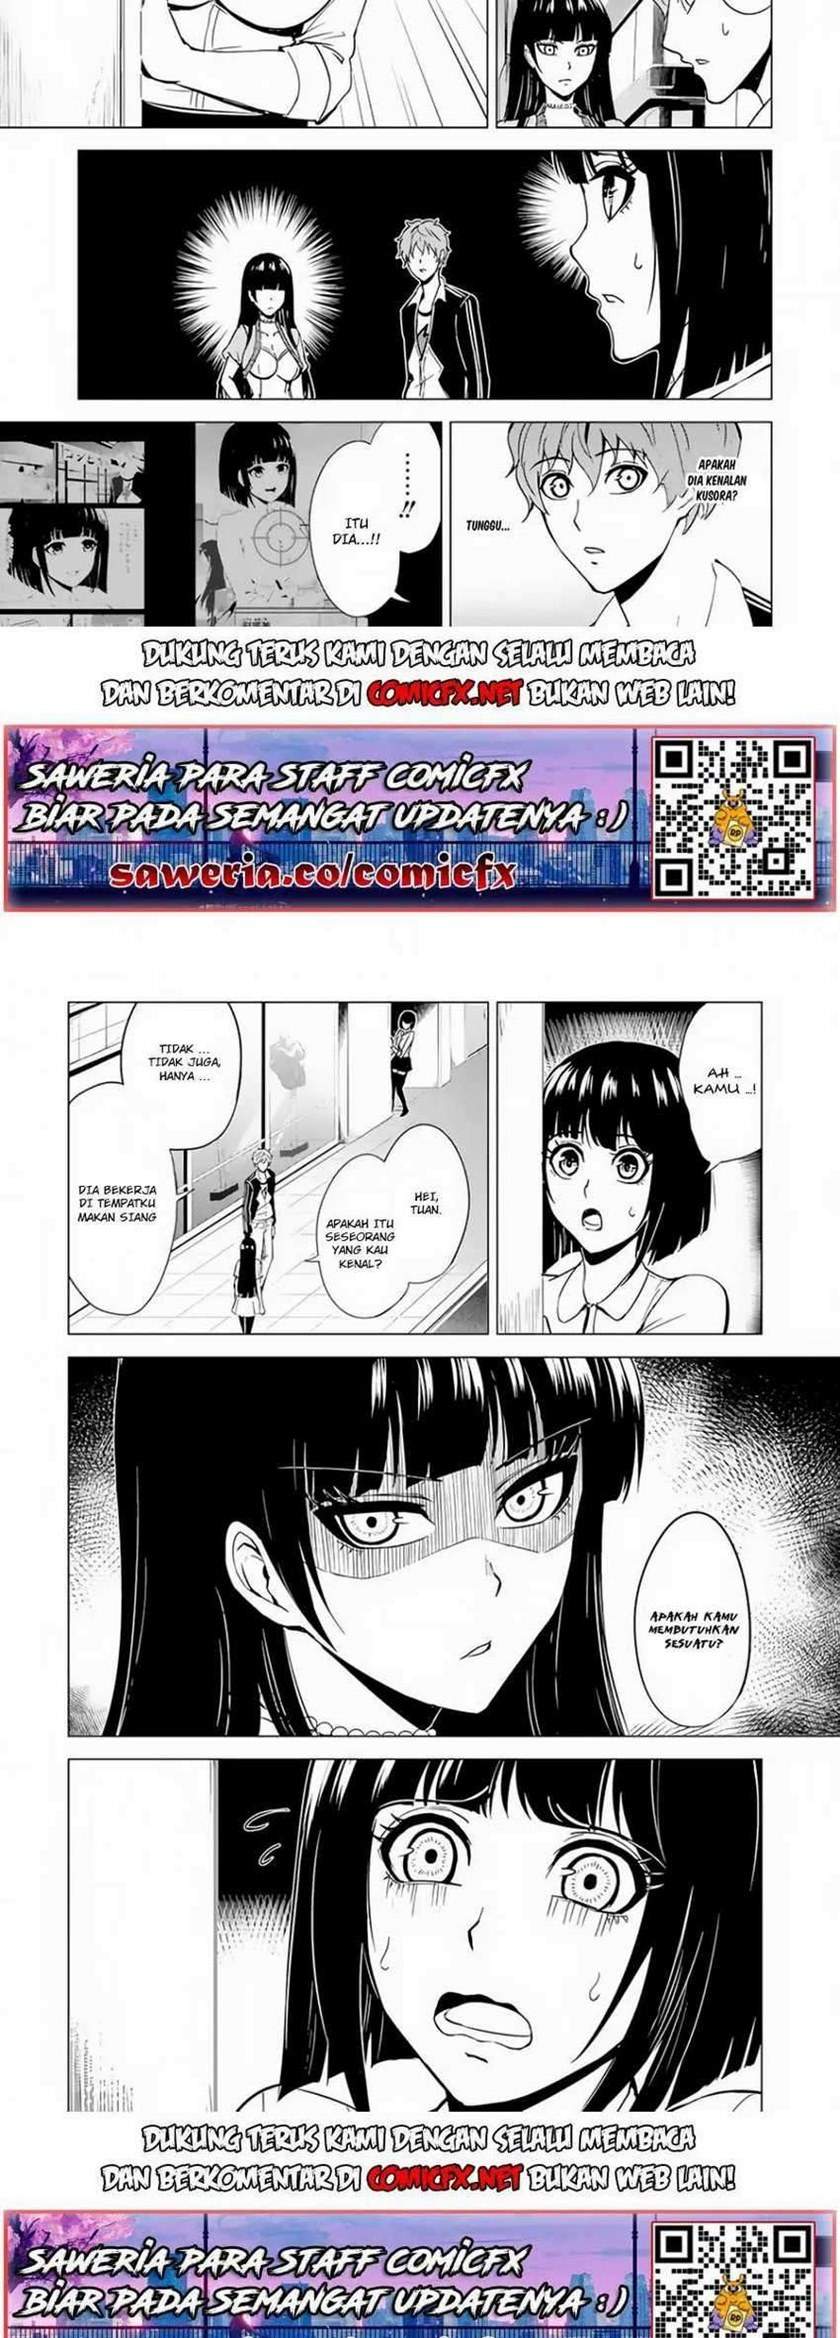 APAKAH
DIA KENALAN
KUSORA?
TUNGGU...
........!!
ITU
DIA...!!
DUKUNG TERUS KAMI DENGAN SELALU MEMBACA
DAN BERKOMENTAR DI COMICFX.NET BUKAN WEB LAIN!
SAWERIA PARA STAFF COMICFX
BIAR PADA SEMANGAT UPDATENYA :)
saweria.co/comicfx
RP
AH ...
KAMU ...!
TIDAK ...
TIDAK JUGA,
HANYA ...
HEI,
TUAN.
APAKAH ITU
SESEORANG
YANG KAU
KENAL?
DIA BEKERJA
DI TEMPATKU
MAKAN SIANG
APAKAH KAMU
MEMBUTUHKAN
SESUATU?
DUKUNG TERUS KAMI DENGAN SELALU MEMBACA
DAN BERKOMENTAR DI COMICFX.NET BUKAN WEB LAIN!
SAWERIA PARA STAFF COMICFX
BIAR PADA SEMANGAT UPDATENYA :)
RP